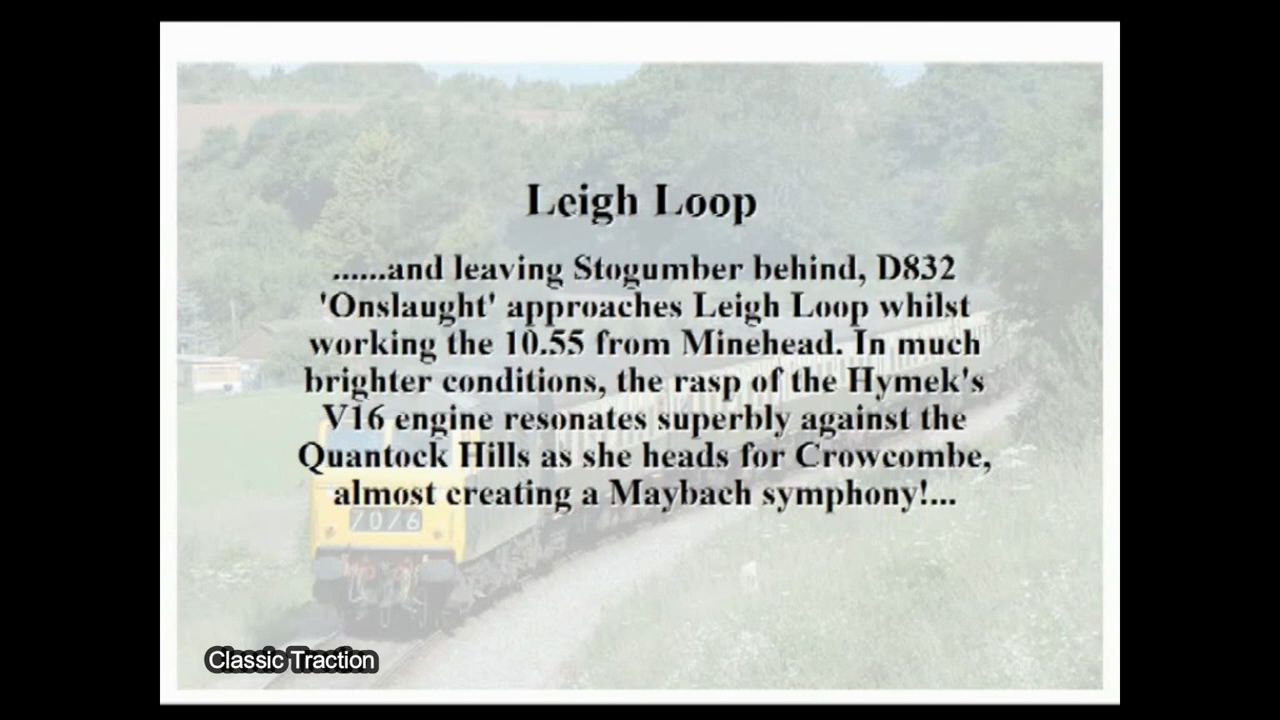 Leigh Loop
......and leaving Stogumber behind, D832
'Onslaught' approaches Leigh Loop whilst
working the 10.55 from Minehead. In much
brighter conditions, the rasp of the Hymek's
V16 engine resonates superbly against the
Quantock Hills as she heads for Crowcombe,
almost creating a Maybach symphony!...
7076
Classic Traction